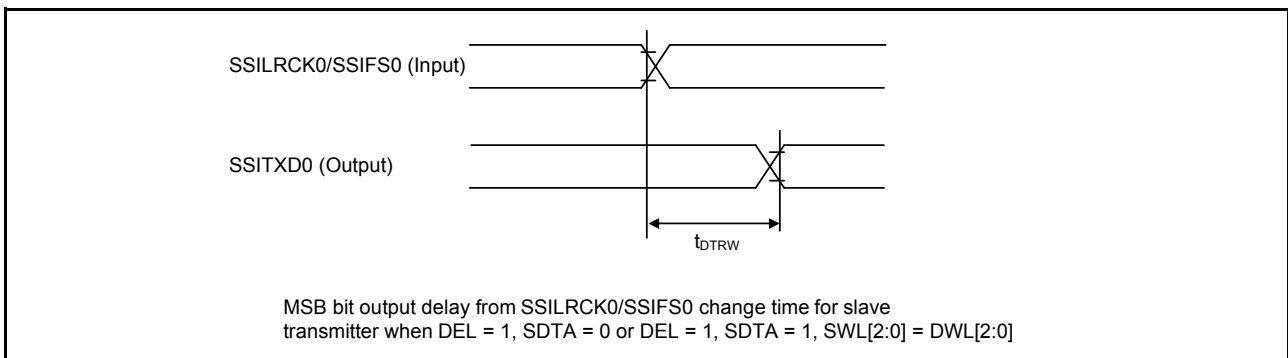 SSILRCK0/SSIFS0 (Input)
SSITXD0 (Output)
tDTRW
MSB bit output delay from SSILRCK0/SSIFS0 change time for slave
transmitter when DEL = 1, SDTA = 0 or DEL = 1, SDTA = 1, SWL[2:0] = DWL[2:0]